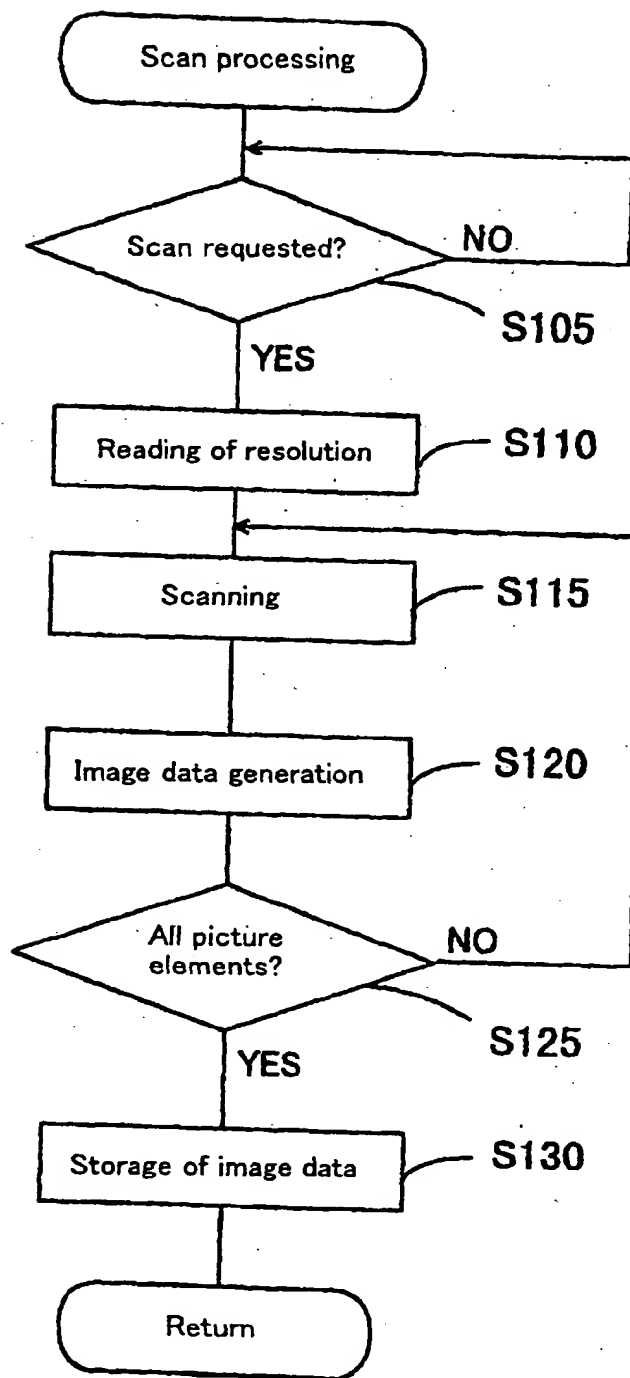 Scan processing
Scan requested?
NO
S105
YES
Reading of resolution
S110
Scanning
S115
Image data generation
S120
All picture
elements?
NO
S125
YES
Storage of image data
S130
Return